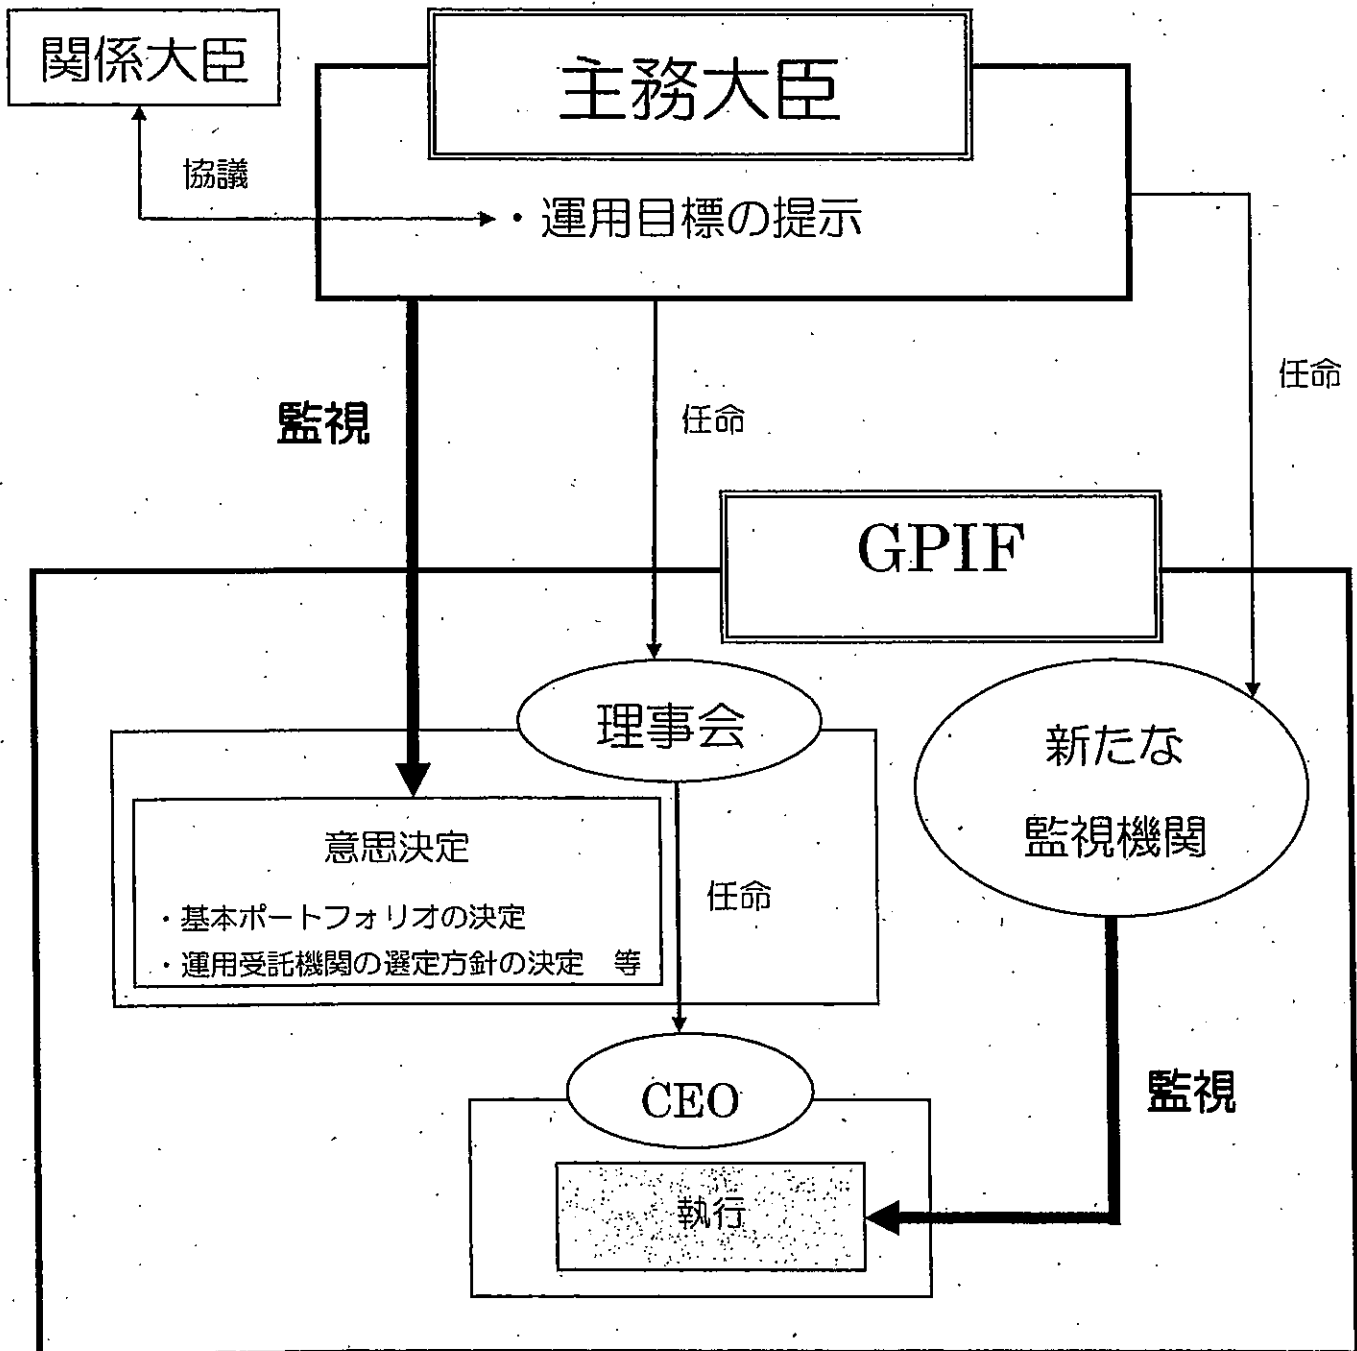 関係大臣
主務大臣
協議
・運用目標の提示
監視
任命
任命
GPIF
理事会
新たな
監視機関
意思決定
・基本ポートフォリオの決定
・運用受託機関の選定方針の決定　等
任命
CEO
監視
執行